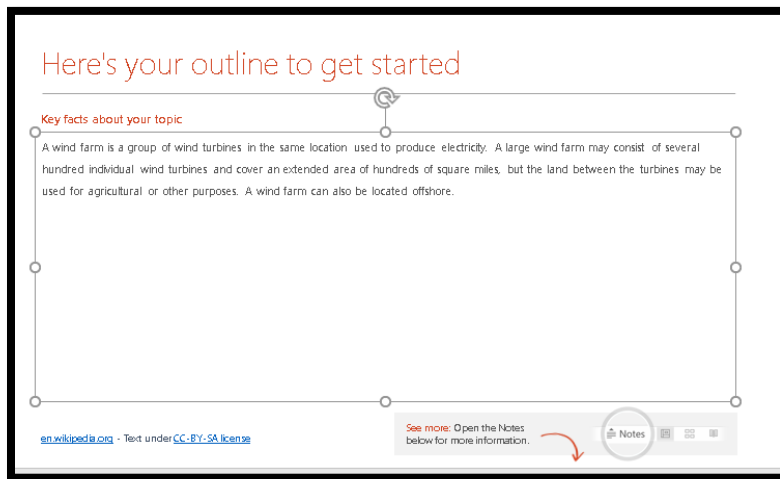 Here's your outline to get started
Key facts about your topic
A wind farm is a group of wind turbines in the same location used to produce electricity. A large wind farm may consist of several
hundred individual wind turbines and cover an extended area of hundreds of square miles, but the land between the turbines may be
used for agricultural or other purposes. A wind farm can also be located offshore.
en.wikipedia.org - Text under CC-BY-SA license
See more: Open the Notes
below for more information.
Notes